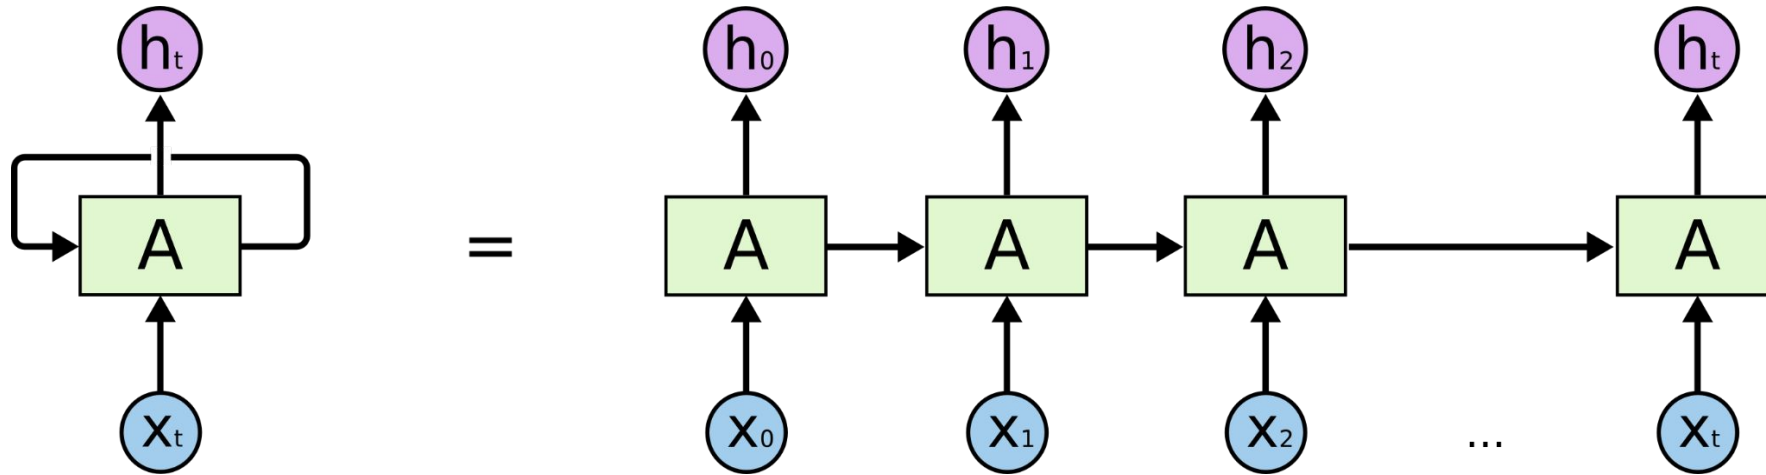 hₜ h₀ h₁ h₂ hₜ
A = A A A A
xₜ x₀ x₁ x₂ ... xₜ